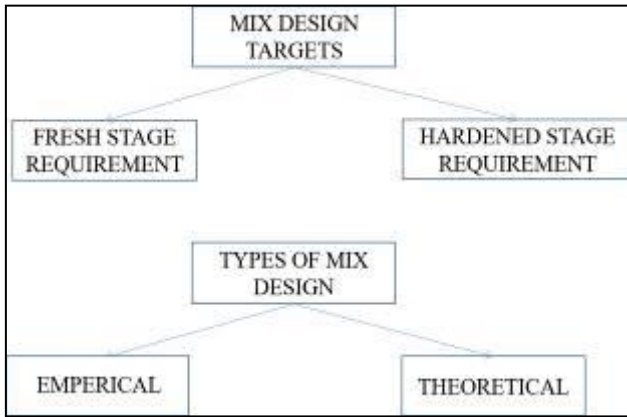 MIX DESIGN
TARGETS
FRESH STAGE
REQUIREMENT
HARDENED STAGE
REQUIREMENT
TYPES OF MIX
DESIGN
EMPERICAL
THEORETICAL